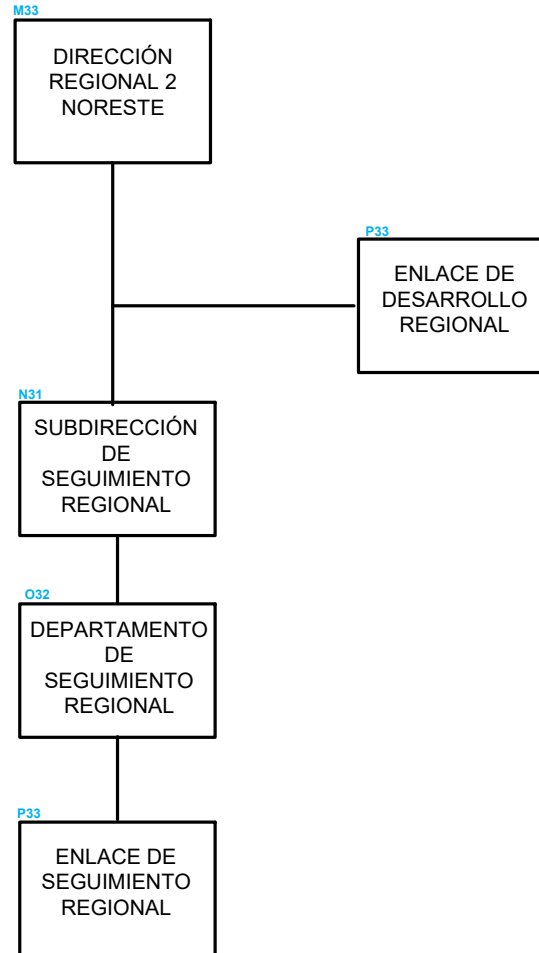 M33
DIRECCIÓN
REGIONAL 2
NORESTE
P33
ENLACE DE
DESARROLLO
REGIONAL
N31
SUBDIRECCIÓN
DE
SEGUIMIENTO
REGIONAL
O32
DEPARTAMENTO
DE
SEGUIMIENTO
REGIONAL
P33
ENLACE DE
SEGUIMIENTO
REGIONAL